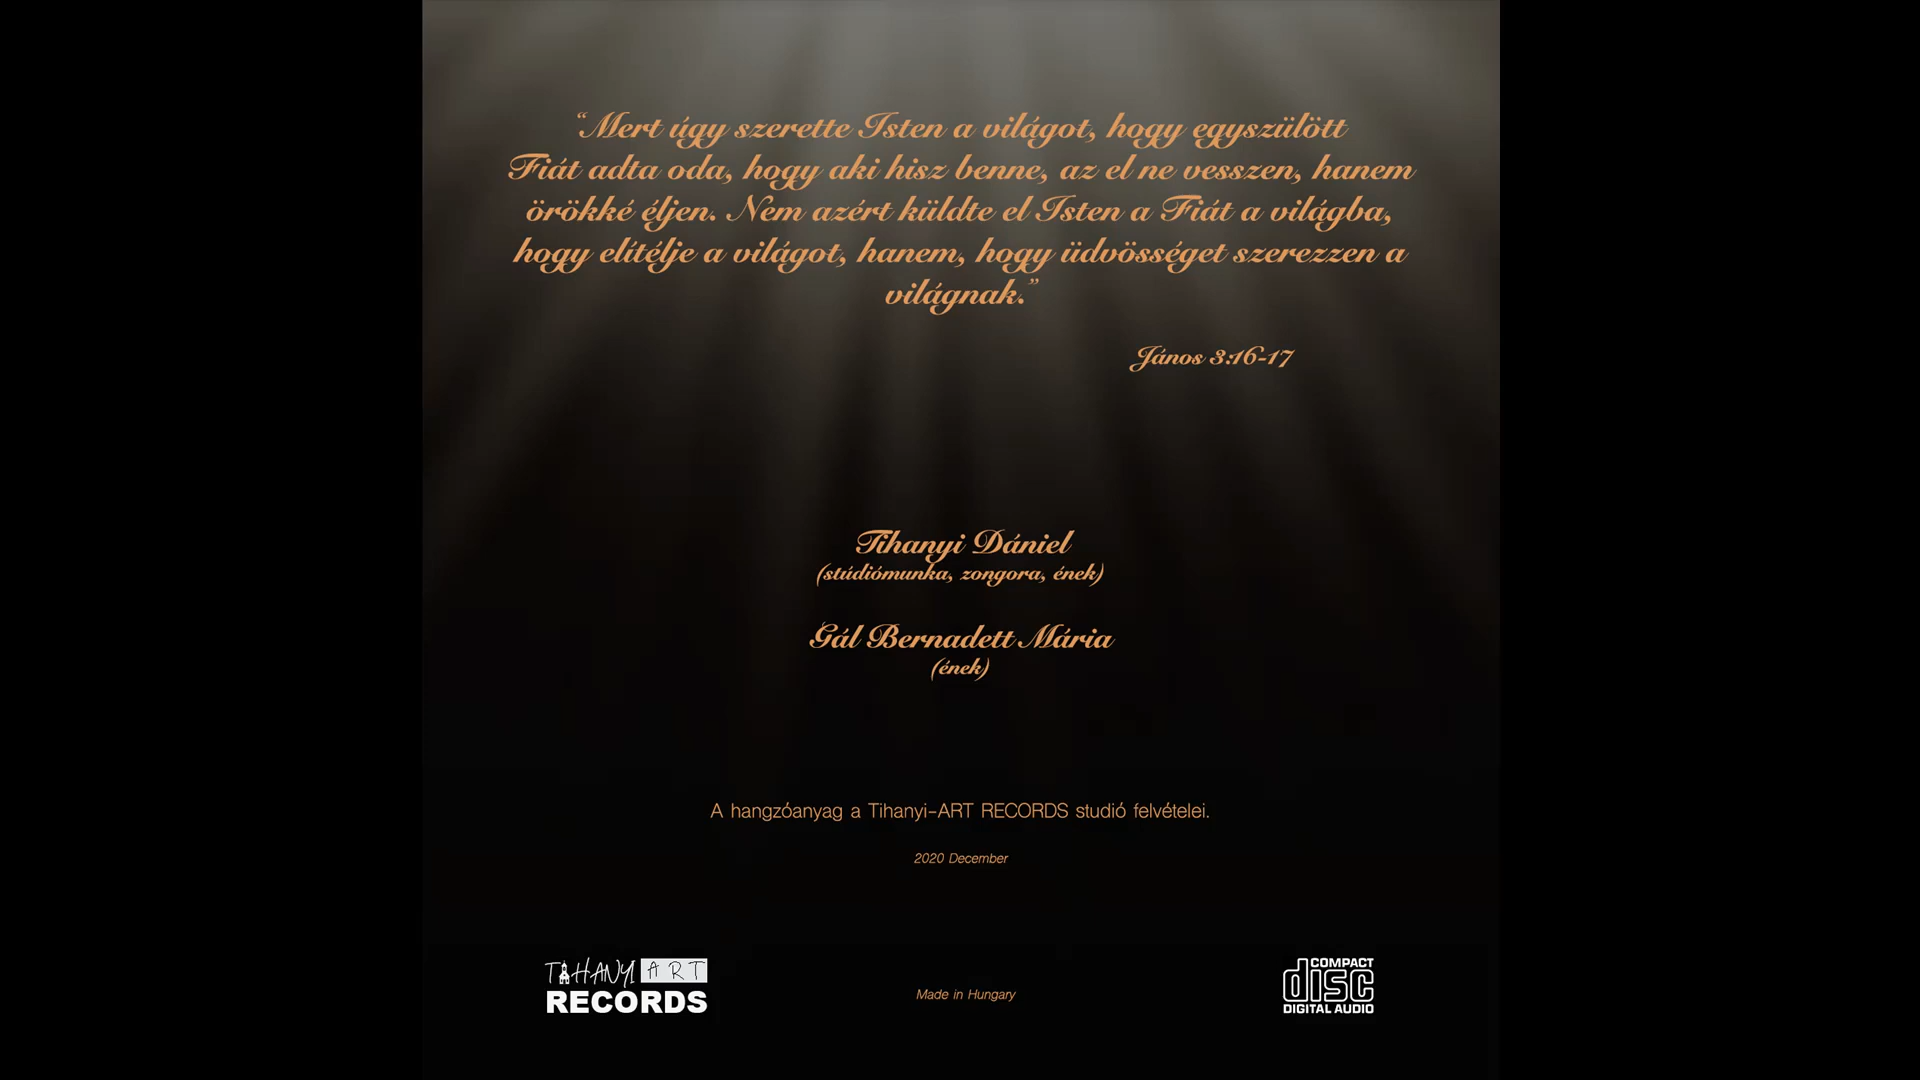 “Mert úgy szerette Isten a világot, hogy egyszülött
Fiát adta oda, hogy aki hisz benne, az el ne vesszen, hanem
örökké éljen. Nem azért küldte el Isten a Fiát a világba,
hogy elítélje a világot, hanem, hogy üdvösséget szerezzen a
világnak.”
János 3:16-17
Tihanyi Dániel
(stúdiómunka, zongora, ének)
Gál Bernadett Mária
(ének)
A hangzóanyag a Tihanyi-ART RECORDS studió felvételei.
2020 December
TIHANYI ART
RECORDS
Made in Hungary
COMPACT
disc
DIGITAL AUDIO